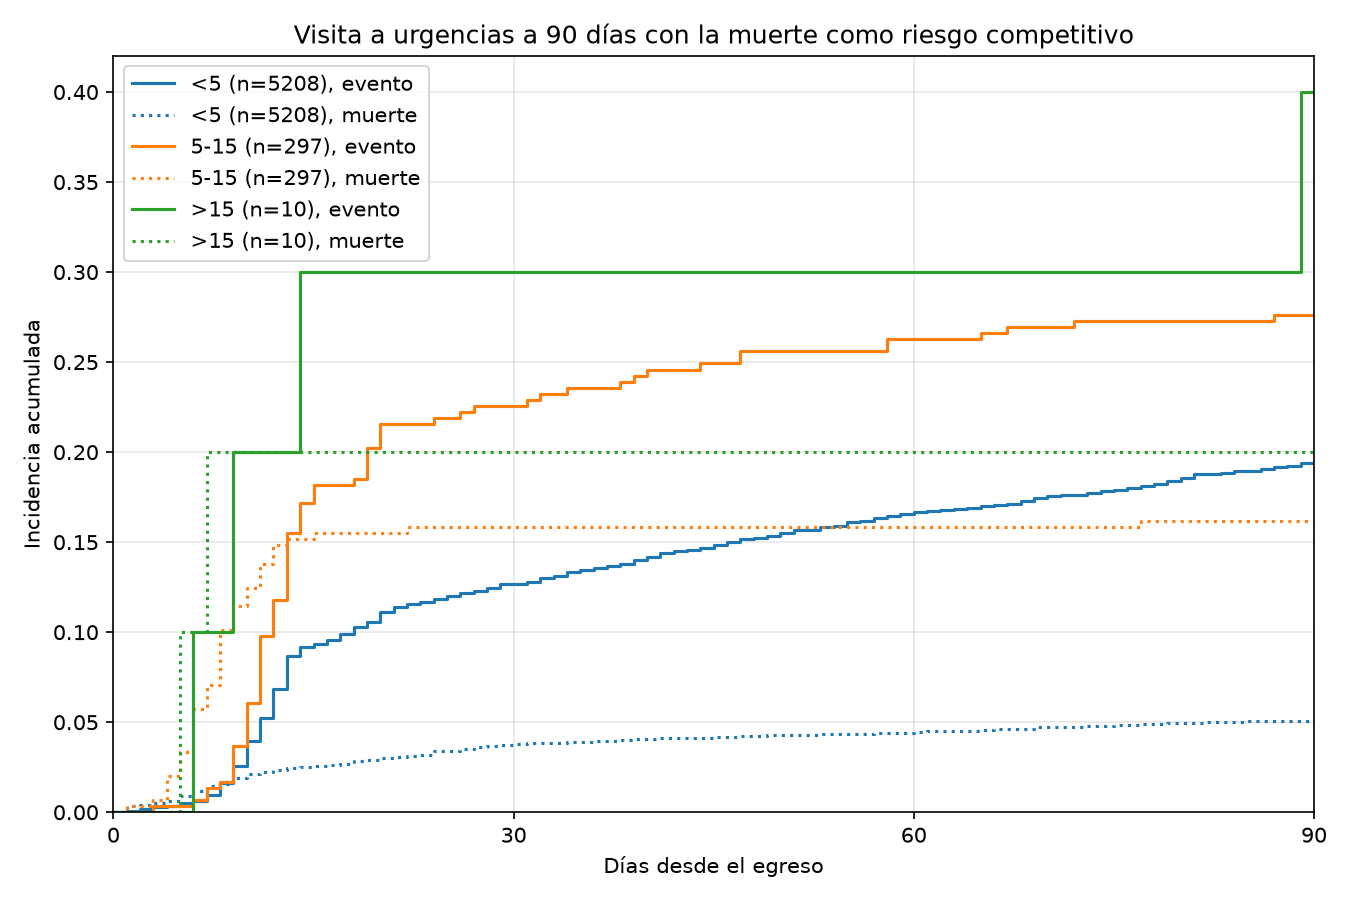 Visita a urgencias a 90 días con la muerte como riesgo competitivo
<5 (n=5208), evento
<5 (n=5208), muerte
5-15 (n=297), evento
5-15 (n=297), muerte
>15 (n=10), evento
>15 (n=10), muerte
Incidencia acumulada
0.40
0.35
0.30
0.25
0.20
0.15
0.10
0.05
0.00
0
30
60
90
Días desde el egreso